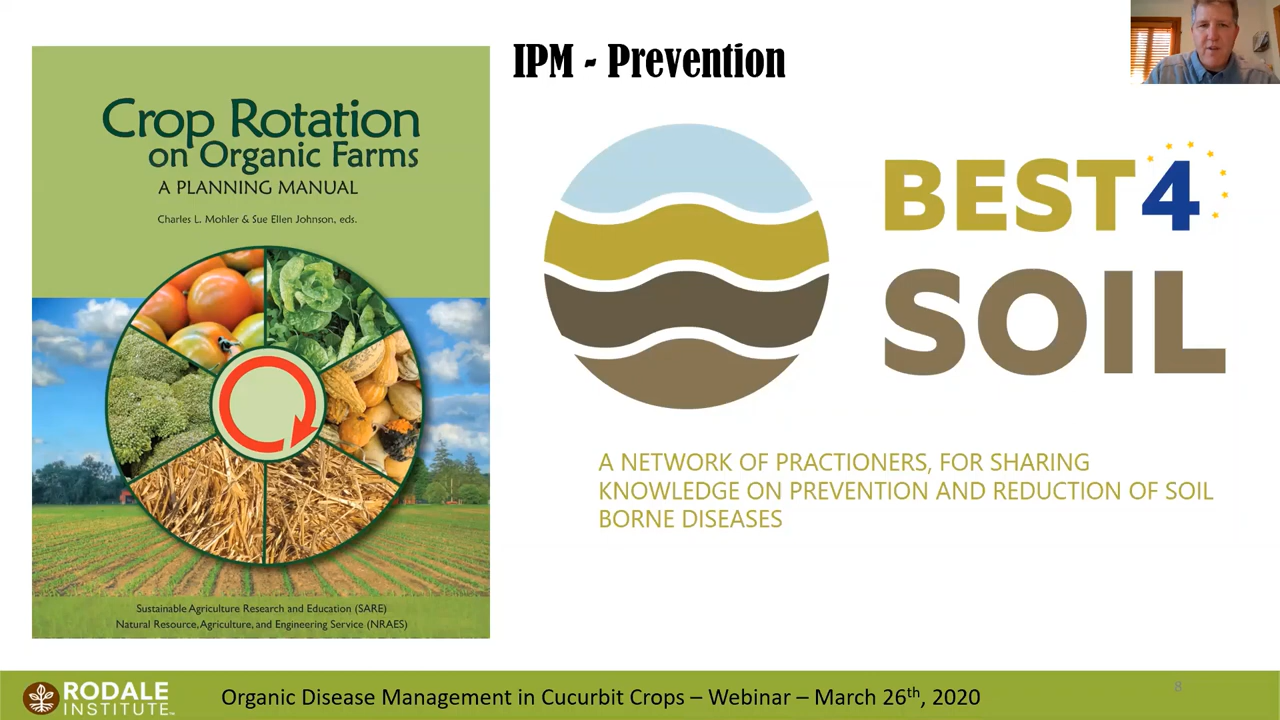 IPM - Prevention
Crop Rotation
on Organic Farms
A PLANNING MANUAL
Charles L. Mohler & Sue Ellen Johnson, eds.
Sustainable Agriculture Research and Education (SARE)
Natural Resource, Agriculture, and Engineering Service (NRAES)
BEST4
SOIL
A NETWORK OF PRACTIONERS, FOR SHARING
KNOWLEDGE ON PREVENTION AND REDUCTION OF SOIL
BORNE DISEASES
RODALE
INSTITUTE™
Organic Disease Management in Cucurbit Crops – Webinar – March 26th, 2020
8